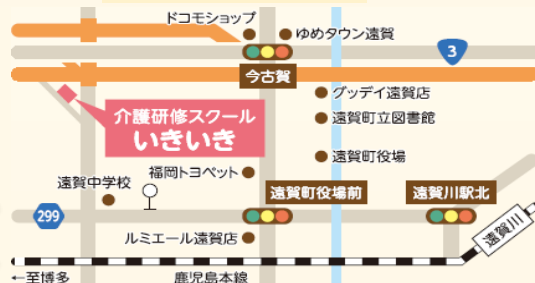 ドコモショップ
ゆめタウン遠賀
3
今古賀
グッデイ遠賀店
介護研修スクール
いきいき
遠賀町立図書館
遠賀町役場
福岡トヨペット
遠賀中学校
遠賀町役場前
遠賀川駅北
299
ルミエール遠賀店
遠賀川
←至博多
鹿児島本線